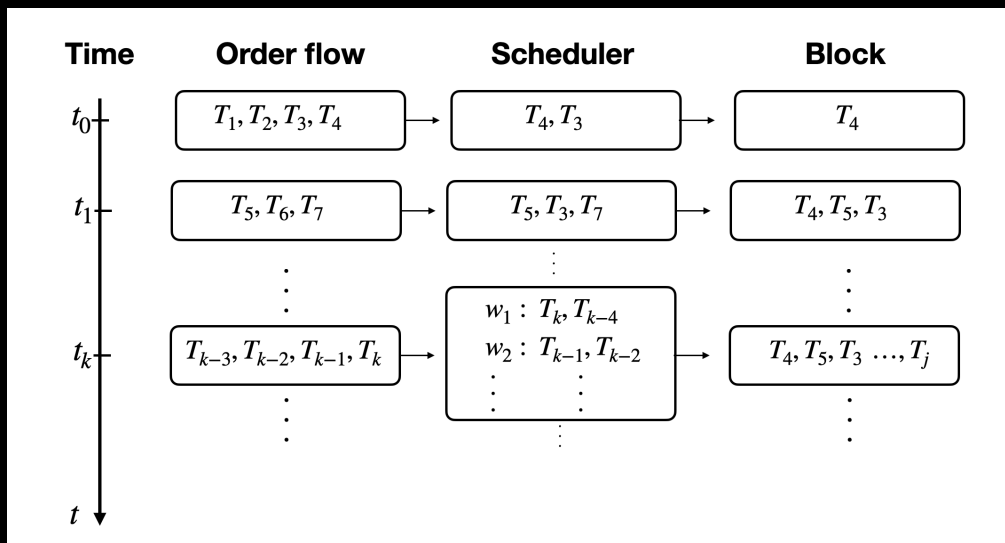 Time Order flow Scheduler Block
t₀ T₁, T₂, T₃, T₄ T₄, T₃ T₄
t₁ T₅, T₆, T₇ T₅, T₃, T₇ T₄, T₅, T₃
w₁ : Tₖ, Tₖ₋₄
tₖ Tₖ₋₃, Tₖ₋₂, Tₖ₋₁, Tₖ w₂ : Tₖ₋₁, Tₖ₋₂ T₄, T₅, T₃ …, Tⱼ
t